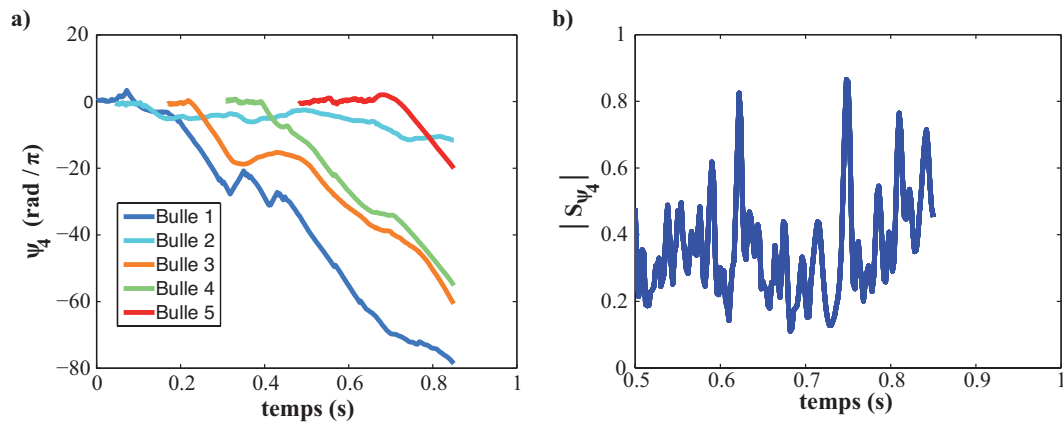 a)
20
0
−20
−40
−60
−80
ψ4 (rad / π)
Bulle 1
Bulle 2
Bulle 3
Bulle 4
Bulle 5
0
0.2
0.4
0.6
0.8
1
temps (s)
b)
1
0.8
0.6
0.4
0.2
0
| Sψ4 |
0.5
0.6
0.7
0.8
0.9
1
temps (s)